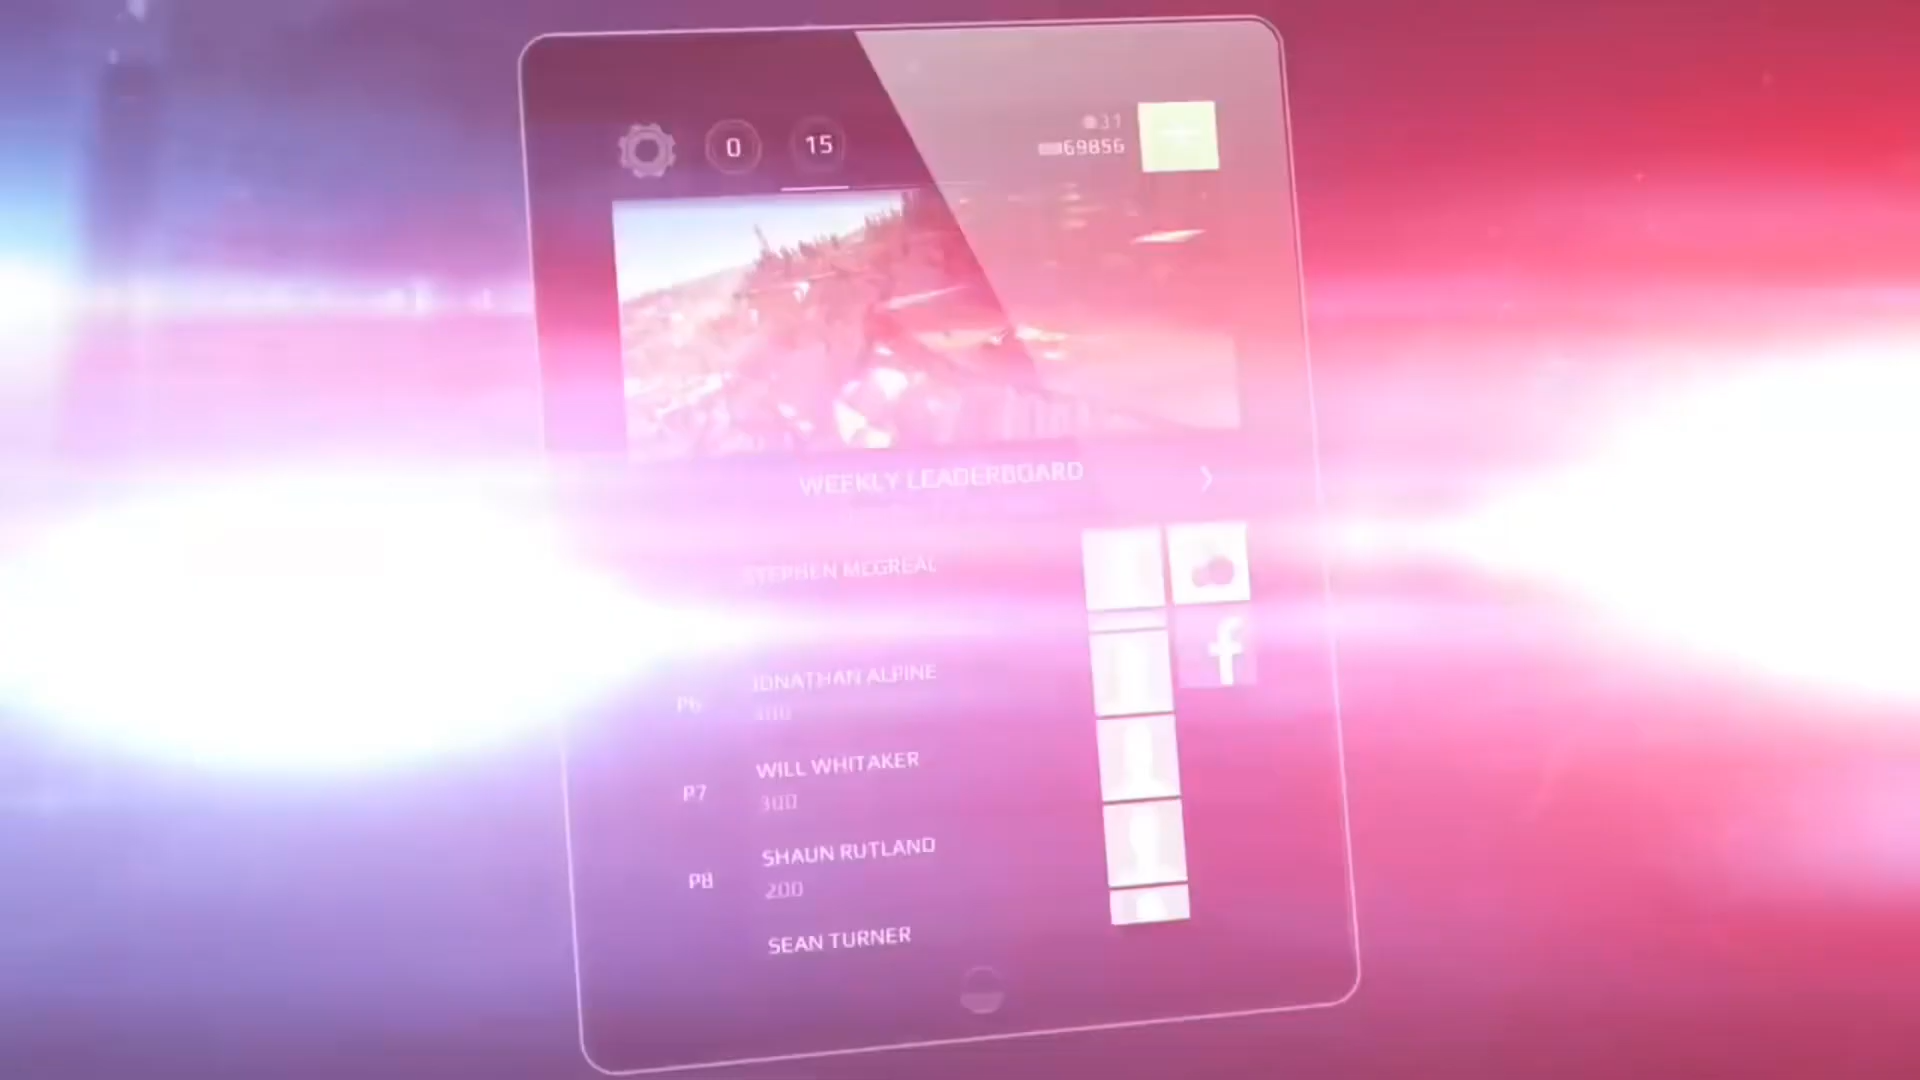 0
15
31
69856
WEEKLY LEADERBOARD
STEPHEN MCGREAL
JONATHAN ALPINE
P6
400
WILL WHITAKER
P7
300
SHAUN RUTLAND
P8
200
SEAN TURNER